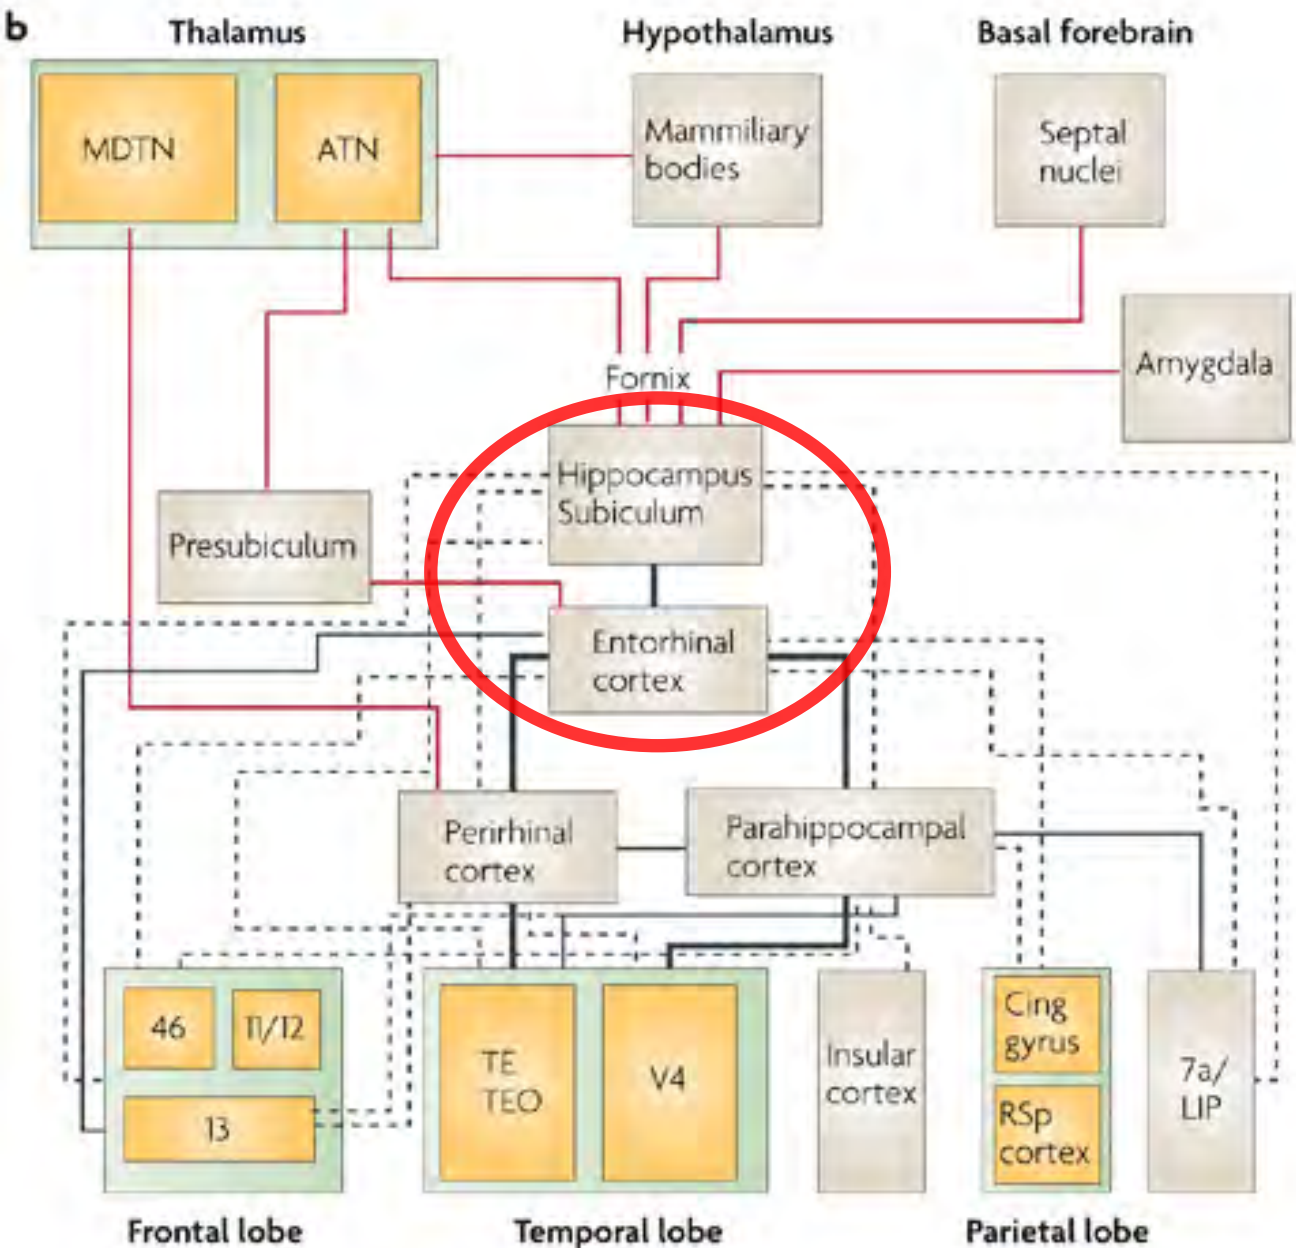 b
Thalamus
Hypothalamus
Basal forebrain
MDTN
ATN
Mammiliary
bodies
Septal
nuclei
Amygdala
Fornix
Hippocampus
Subiculum
Presubiculum
Entorhinal
cortex
Perirhinal
cortex
Parahippocampal
cortex
46
11/12
13
TE
TEO
V4
Insular
cortex
Cing
gyrus
RSp
cortex
7a/
LIP
Frontal lobe
Temporal lobe
Parietal lobe